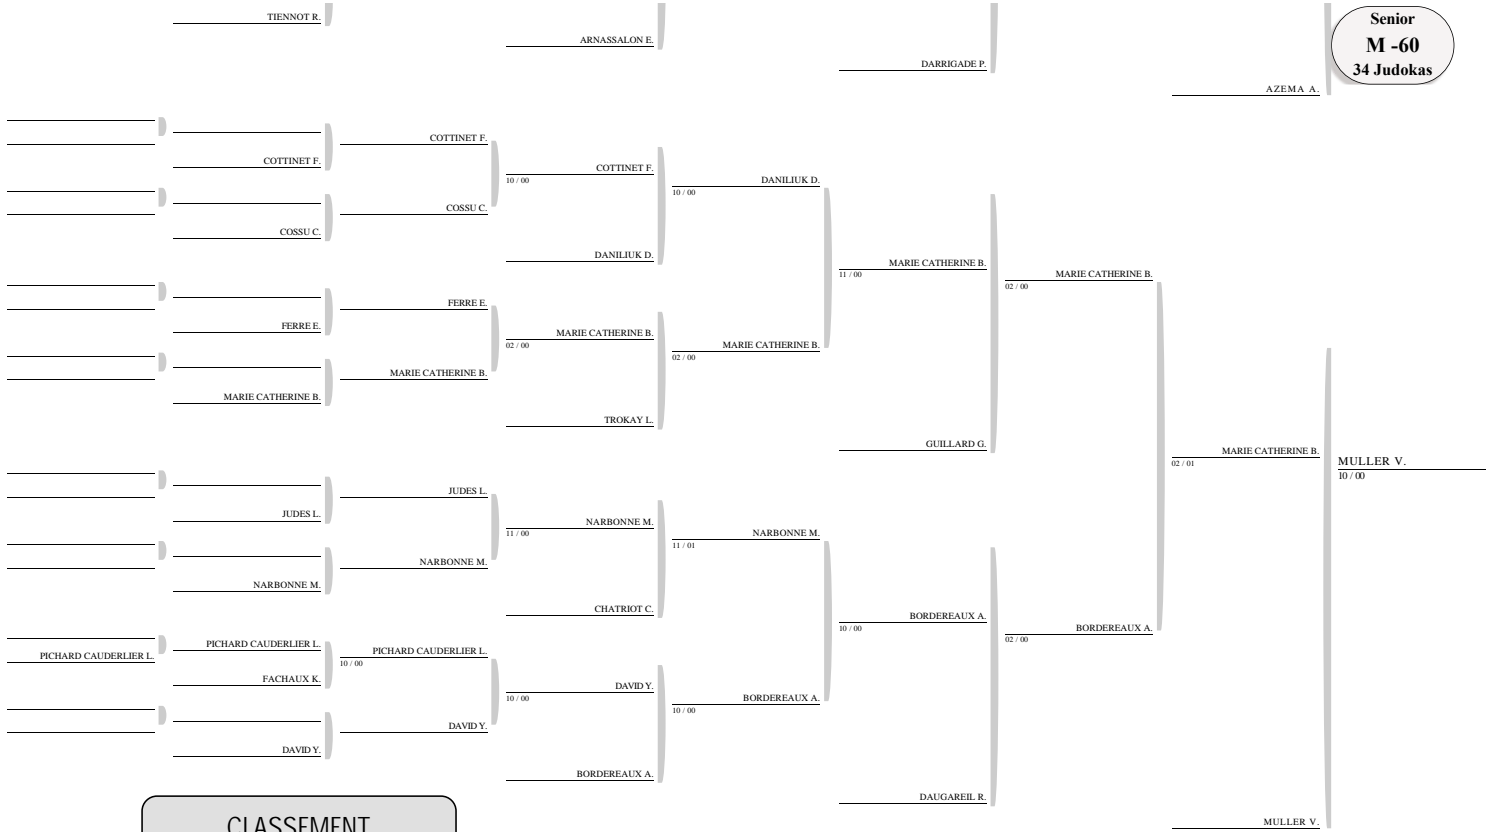 Senior
M -60
34 Judokas
TIENNOT R.
ARNASSALON E.
DARRIGADE P.
AZEMA A.
COTTINET F.
COTTINET F.
COTTINET F.
10 / 00
DANILIUK D.
10 / 00
COSSU C.
COSSU C.
DANILIUK D.
MARIE CATHERINE B.
11 / 00
MARIE CATHERINE B.
02 / 00
FERRE E.
FERRE E.
MARIE CATHERINE B.
02 / 00
MARIE CATHERINE B.
02 / 00
MARIE CATHERINE B.
MARIE CATHERINE B.
TROKAY L.
GUILLARD G.
MARIE CATHERINE B.
02 / 01
MULLER V.
10 / 00
JUDES L.
JUDES L.
NARBONNE M.
11 / 00
NARBONNE M.
11 / 01
NARBONNE M.
NARBONNE M.
CHATRIOT C.
BORDEREAUX A.
10 / 00
BORDEREAUX A.
02 / 00
PICHARD CAUDERLIER L.
PICHARD CAUDERLIER L.
PICHARD CAUDERLIER L.
10 / 00
FACHAUX K.
DAVID Y.
10 / 00
BORDEREAUX A.
10 / 00
DAVID Y.
DAVID Y.
BORDEREAUX A.
DAUGAREIL R.
MULLER V.
CLASSEMENT